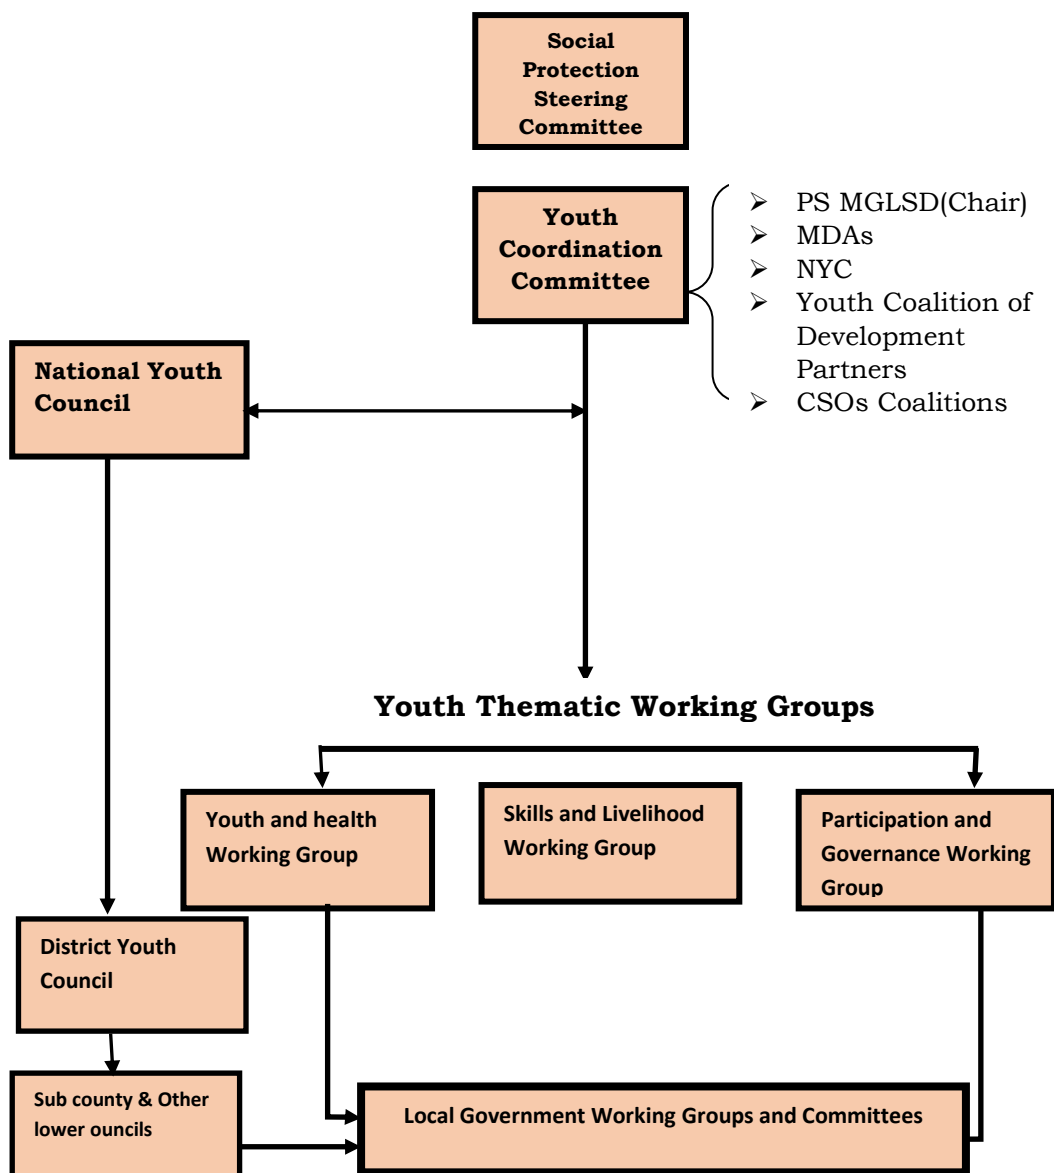 Social
Protection
Steering
Committee
Youth
Coordination
Committee
➢ PS MGLSD(Chair)
➢ MDAs
➢ NYC
➢ Youth Coalition of
Development
Partners
➢ CSOs Coalitions
National Youth
Council
Youth Thematic Working Groups
Youth and health
Working Group
Skills and Livelihood
Working Group
Participation and
Governance Working
Group
District Youth
Council
Sub county & Other
lower ouncils
Local Government Working Groups and Committees